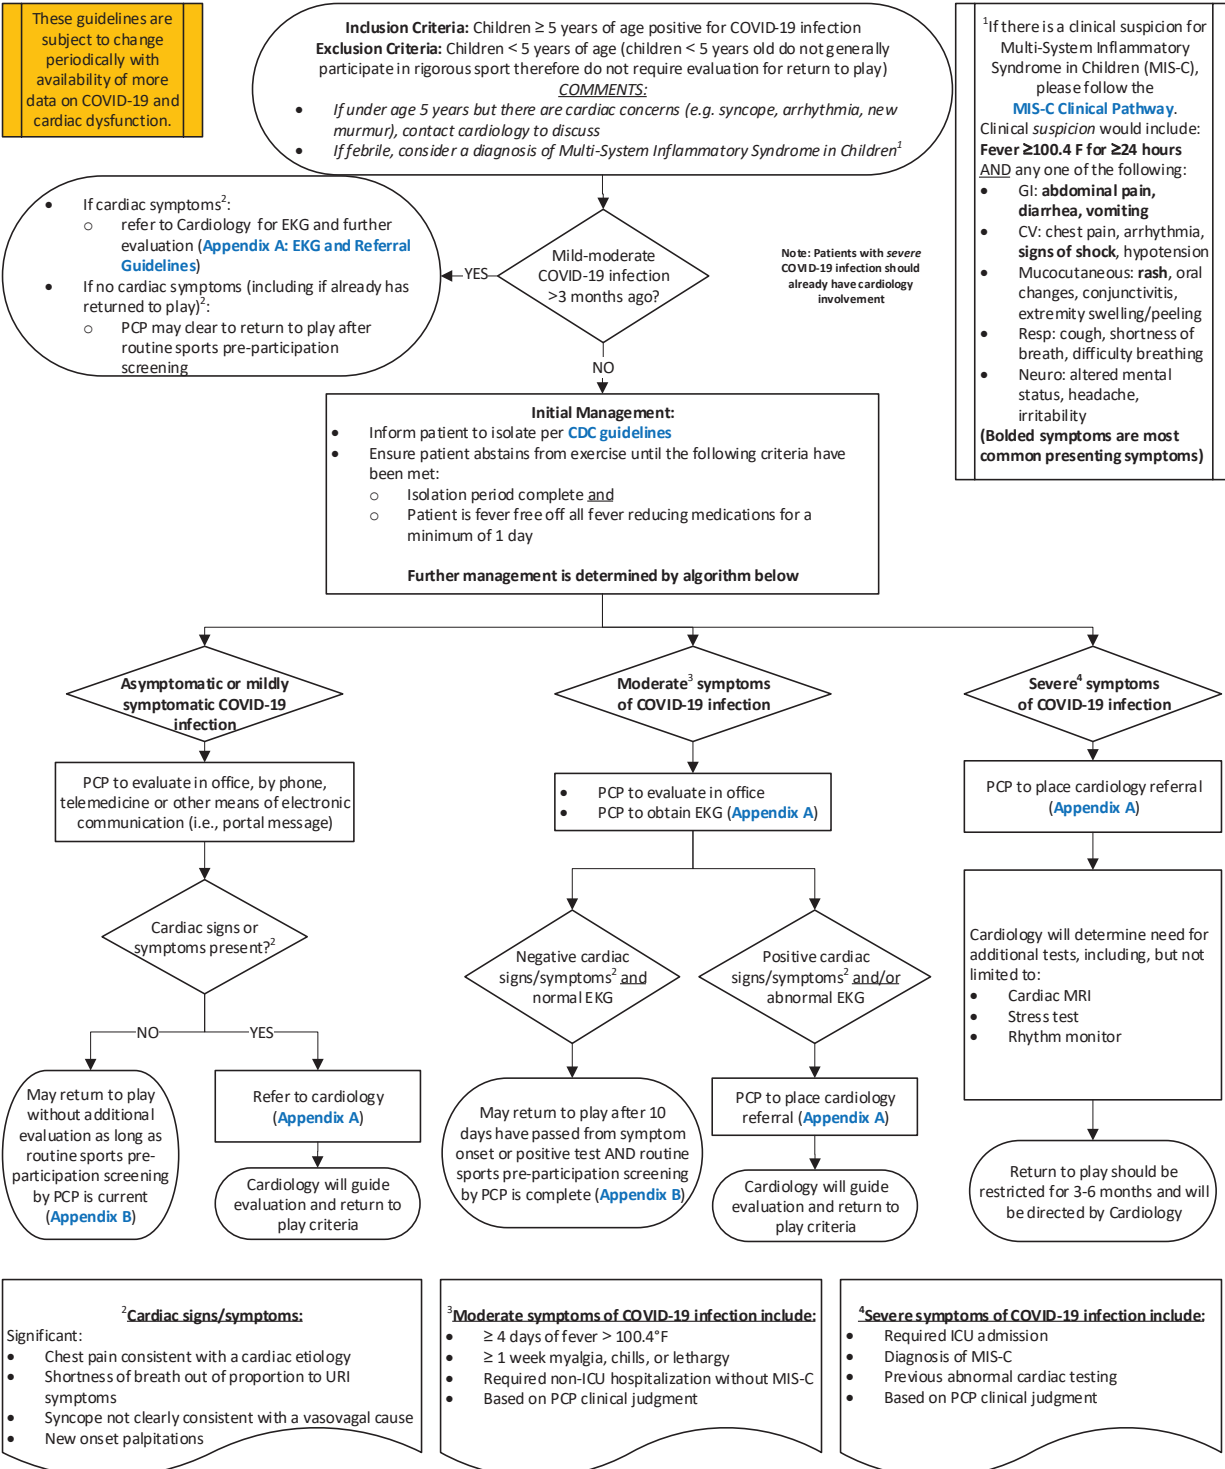 These guidelines are
subject to change
periodically with
availability of more
data on COVID-19 and
cardiac dysfunction.
Inclusion Criteria: Children ≥ 5 years of age positive for COVID-19 infection
Exclusion Criteria: Children < 5 years of age (children < 5 years old do not generally
participate in rigorous sport therefore do not require evaluation for return to play)
COMMENTS:
• If under age 5 years but there are cardiac concerns (e.g. syncope, arrhythmia, new
murmur), contact cardiology to discuss
• If febrile, consider a diagnosis of Multi-System Inflammatory Syndrome in Children1
1If there is a clinical suspicion for
Multi-System Inflammatory
Syndrome in Children (MIS-C),
please follow the
MIS-C Clinical Pathway.
Clinical suspicion would include:
Fever ≥100.4 F for ≥24 hours
AND any one of the following:
• GI: abdominal pain,
diarrhea, vomiting
• CV: chest pain, arrhythmia,
signs of shock, hypotension
• Mucocutaneous: rash, oral
changes, conjunctivitis,
extremity swelling/peeling
• Resp: cough, shortness of
breath, difficulty breathing
• Neuro: altered mental
status, headache,
irritability
(Bolded symptoms are most
common presenting symptoms)
• If cardiac symptoms2:
o refer to Cardiology for EKG and further
evaluation (Appendix A: EKG and Referral
Guidelines)
• If no cardiac symptoms (including if already has
returned to play)2:
o PCP may clear to return to play after
routine sports pre-participation
screening
YES
Mild-moderate
COVID-19 infection
>3 months ago?
Note: Patients with severe
COVID-19 infection should
already have cardiology
involvement
NO
Initial Management:
• Inform patient to isolate per CDC guidelines
• Ensure patient abstains from exercise until the following criteria have
been met:
o Isolation period complete and
o Patient is fever free off all fever reducing medications for a
minimum of 1 day
Further management is determined by algorithm below
Asymptomatic or mildly
symptomatic COVID-19
infection
PCP to evaluate in office, by phone,
telemedicine or other means of electronic
communication (i.e., portal message)
Cardiac signs or
symptoms present?2
NO
YES
May return to play
without additional
evaluation as long as
routine sports pre-
participation screening
by PCP is current
(Appendix B)
Refer to cardiology
(Appendix A)
Cardiology will guide
evaluation and return to
play criteria
Moderate3 symptoms
of COVID-19 infection
• PCP to evaluate in office
• PCP to obtain EKG (Appendix A)
Negative cardiac
signs/symptoms2 and
normal EKG
May return to play after 10
days have passed from symptom
onset or positive test AND routine
sports pre-participation screening
by PCP is complete (Appendix B)
Positive cardiac
signs/symptoms2 and/or
abnormal EKG
PCP to place cardiology
referral (Appendix A)
Cardiology will guide
evaluation and return to
play criteria
Severe4 symptoms
of COVID-19 infection
PCP to place cardiology referral
(Appendix A)
Cardiology will determine need for
additional tests, including, but not
limited to:
• Cardiac MRI
• Stress test
• Rhythm monitor
Return to play should be
restricted for 3-6 months and will
be directed by Cardiology
2Cardiac signs/symptoms:
Significant:
• Chest pain consistent with a cardiac etiology
• Shortness of breath out of proportion to URI
symptoms
• Syncope not clearly consistent with a vasovagal cause
• New onset palpitations
3Moderate symptoms of COVID-19 infection include:
• ≥ 4 days of fever > 100.4°F
• ≥ 1 week myalgia, chills, or lethargy
• Required non-ICU hospitalization without MIS-C
• Based on PCP clinical judgment
4Severe symptoms of COVID-19 infection include:
• Required ICU admission
• Diagnosis of MIS-C
• Previous abnormal cardiac testing
• Based on PCP clinical judgment